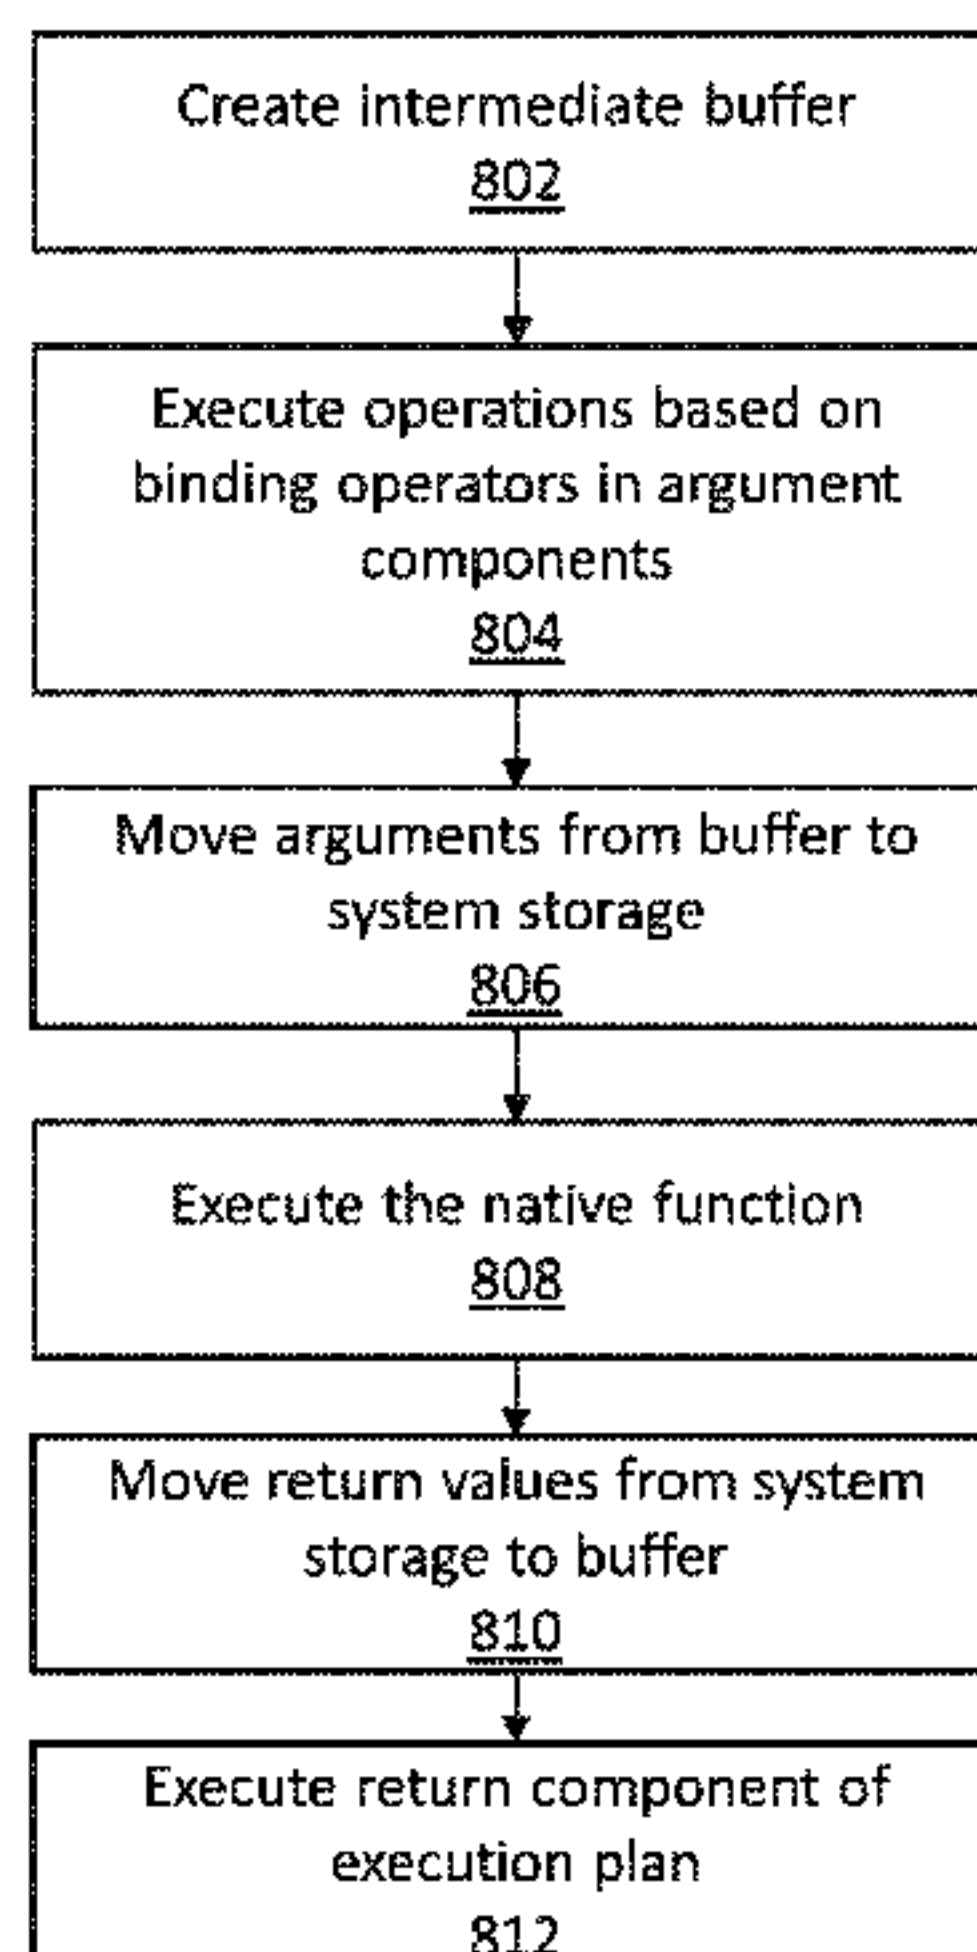 Create intermediate buffer
802
Execute operations based on
binding operators in argument
components
804
Move arguments from buffer to
system storage
806
Execute the native function
808
Move return values from system
storage to buffer
810
Execute return component of
execution plan
812